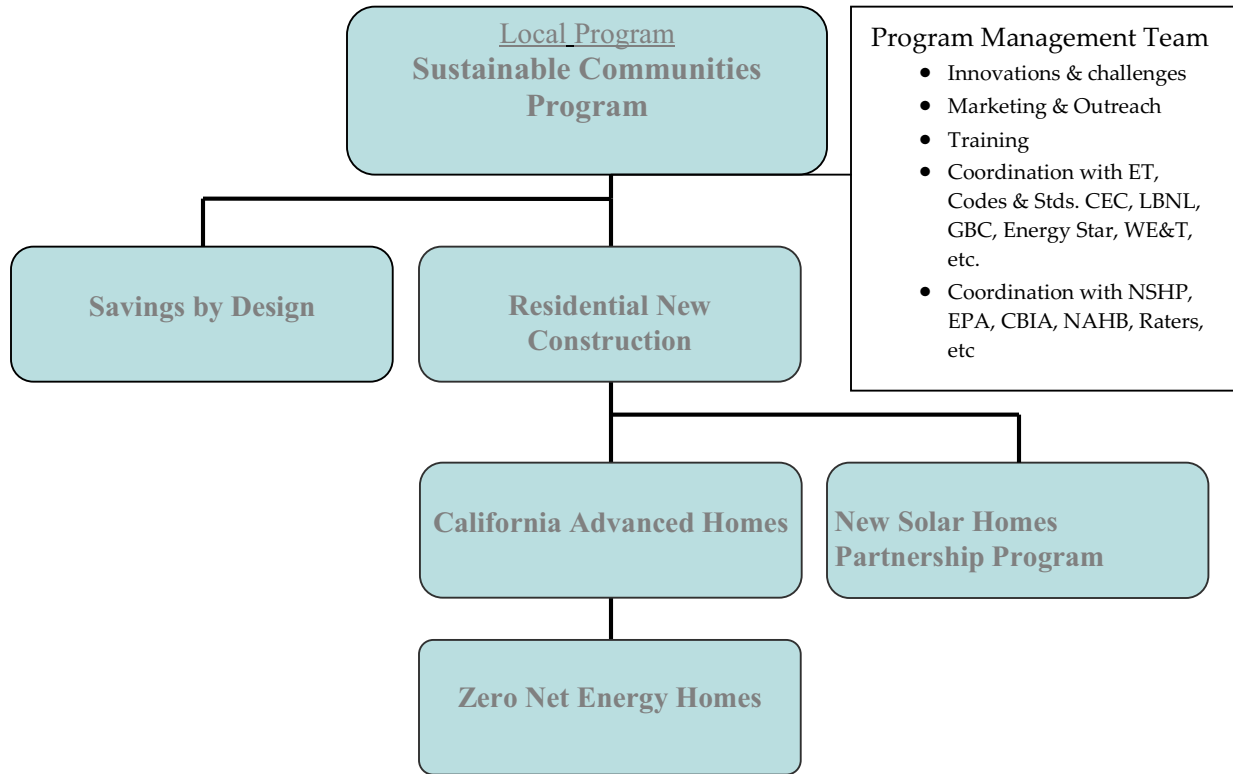 Local Program
Sustainable Communities
Program
Program Management Team
• Innovations & challenges
• Marketing & Outreach
• Training
• Coordination with ET,
Codes & Stds. CEC, LBNL,
GBC, Energy Star, WE&T,
etc.
• Coordination with NSHP,
EPA, CBIA, NAHB, Raters,
etc
Savings by Design
Residential New
Construction
California Advanced Homes
New Solar Homes
Partnership Program
Zero Net Energy Homes